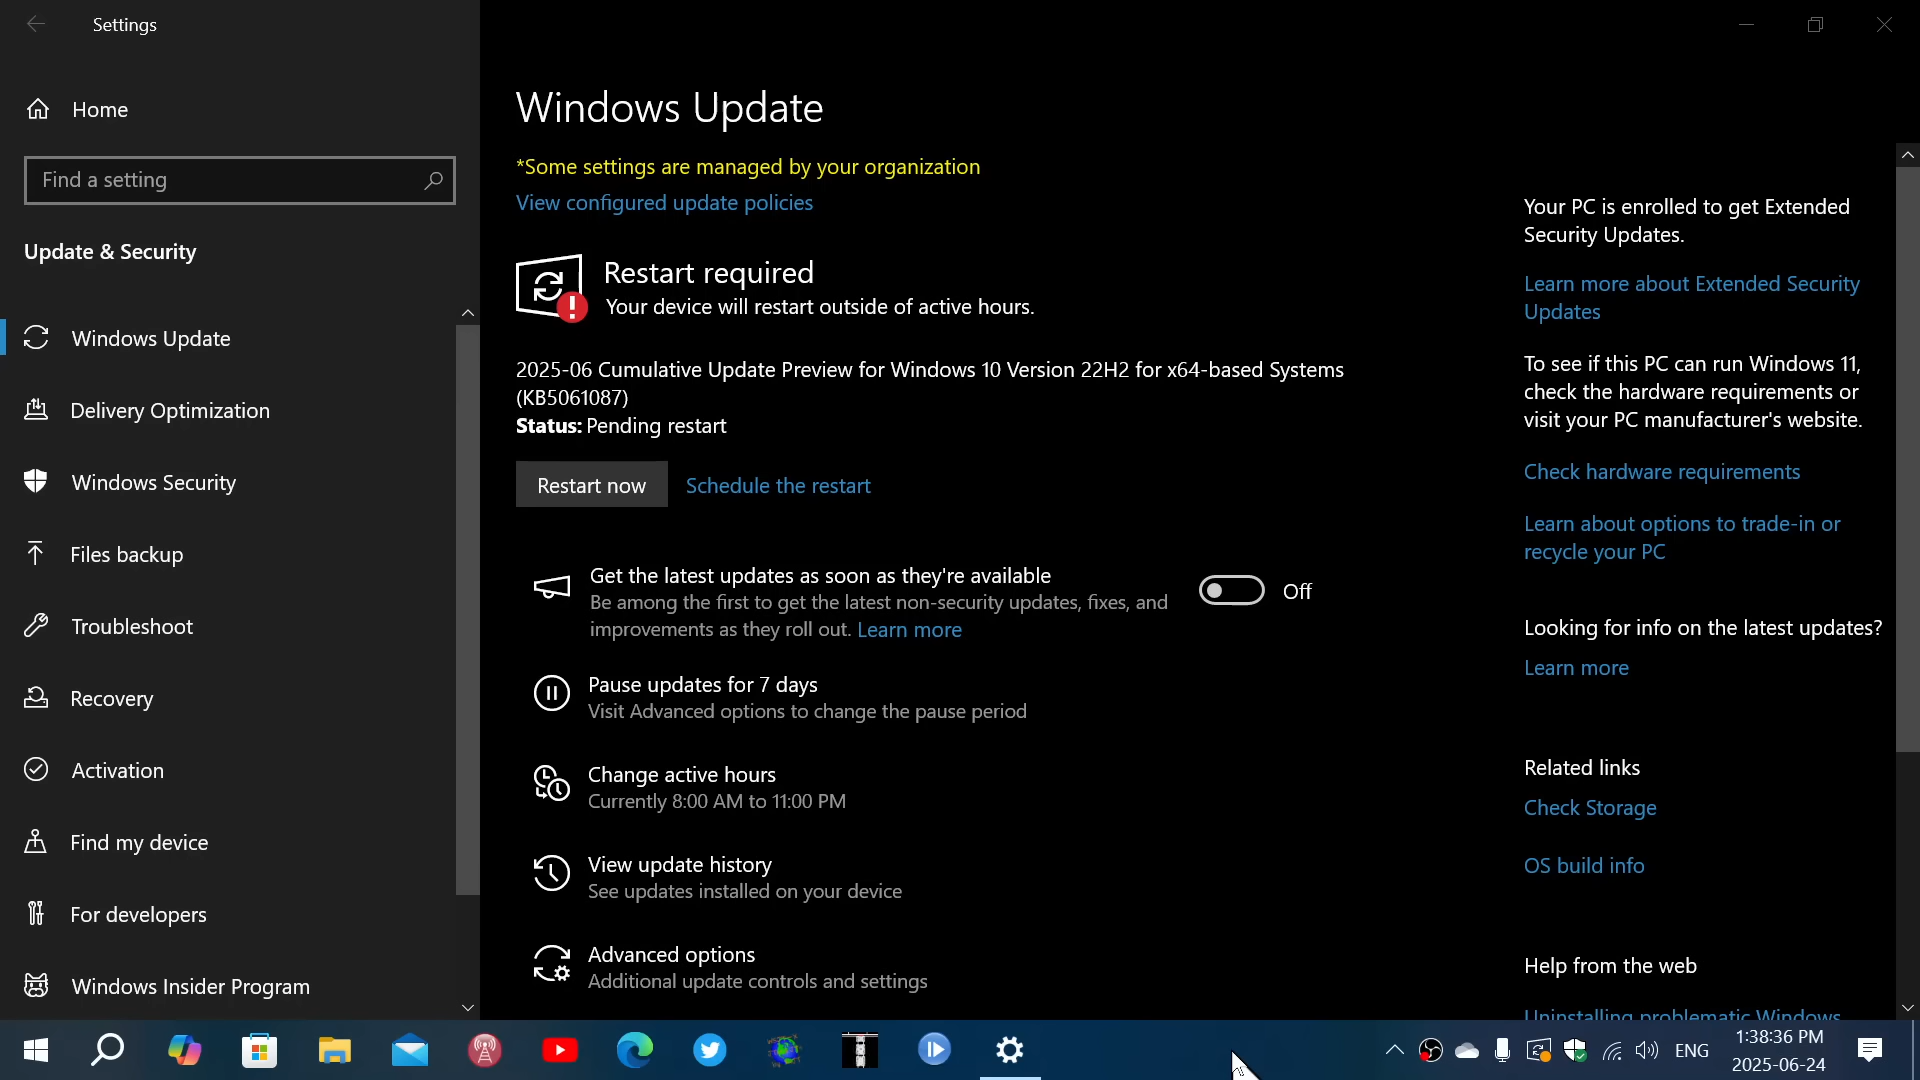 Settings
Home
Find a setting
Update & Security
Windows Update
Delivery Optimization
Windows Security
Files backup
Troubleshoot
Recovery
Activation
Find my device
For developers
Windows Insider Program
Windows Update
*Some settings are managed by your organization
View configured update policies
Restart required
Your device will restart outside of active hours.
2025-06 Cumulative Update Preview for Windows 10 Version 22H2 for x64-based Systems
(KB5061087)
Status: Pending restart
Restart now
Schedule the restart
Get the latest updates as soon as they're available
Be among the first to get the latest non-security updates, fixes, and
improvements as they roll out. Learn more
Off
Pause updates for 7 days
Visit Advanced options to change the pause period
Change active hours
Currently 8:00 AM to 11:00 PM
View update history
See updates installed on your device
Advanced options
Additional update controls and settings
Your PC is enrolled to get Extended
Security Updates.
Learn more about Extended Security
Updates
To see if this PC can run Windows 11,
check the hardware requirements or
visit your PC manufacturer's website.
Check hardware requirements
Learn about options to trade-in or
recycle your PC
Looking for info on the latest updates?
Learn more
Related links
Check Storage
OS build info
Help from the web
Uninstalling problematic Windows
ENG
1:38:36 PM
2025-06-24